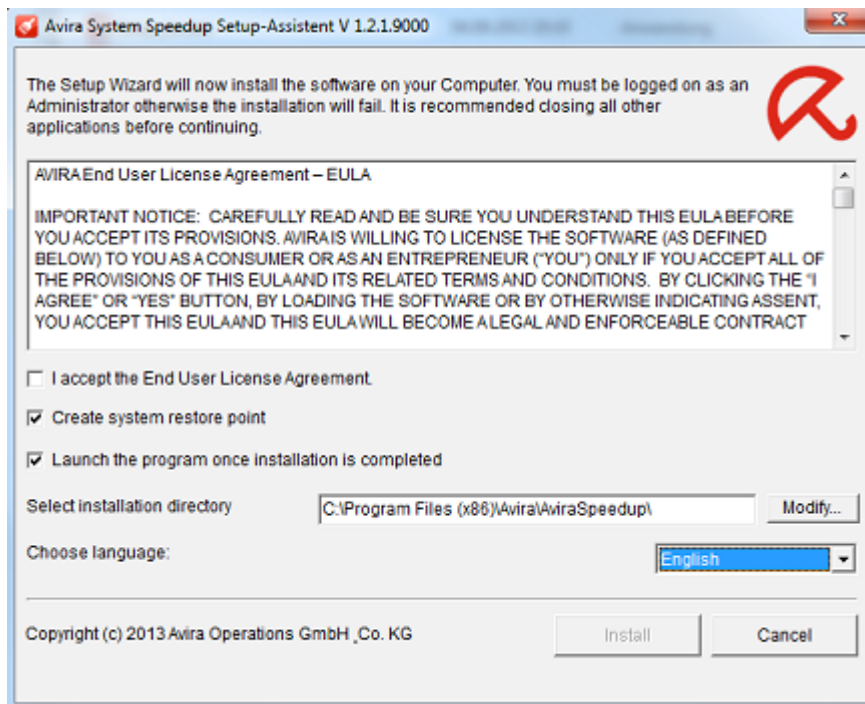 Avira System Speedup Setup-Assistent V 1.2.1.9000
The Setup Wizard will now install the software on your Computer. You must be logged on as an
Administrator otherwise the installation will fail. It is recommended closing all other
applications before continuing.
AVIRA End User License Agreement – EULA
IMPORTANT NOTICE: CAREFULLY READ AND BE SURE YOU UNDERSTAND THIS EULA BEFORE
YOU ACCEPT ITS PROVISIONS. AVIRA IS WILLING TO LICENSE THE SOFTWARE (AS DEFINED
BELOW) TO YOU AS A CONSUMER OR AS AN ENTREPRENEUR (“YOU”) ONLY IF YOU ACCEPT ALL OF
THE PROVISIONS OF THIS EULA AND ITS RELATED TERMS AND CONDITIONS. BY CLICKING THE “I
AGREE” OR “YES” BUTTON, BY LOADING THE SOFTWARE OR BY OTHERWISE INDICATING ASSENT,
YOU ACCEPT THIS EULA AND THIS EULA WILL BECOME A LEGAL AND ENFORCEABLE CONTRACT
I accept the End User License Agreement.
Create system restore point
Launch the program once installation is completed
Select installation directory C:\Program Files (x86)\Avira\AviraSpeedup\ Modify...
Choose language: English
Copyright (c) 2013 Avira Operations GmbH _Co. KG Install Cancel